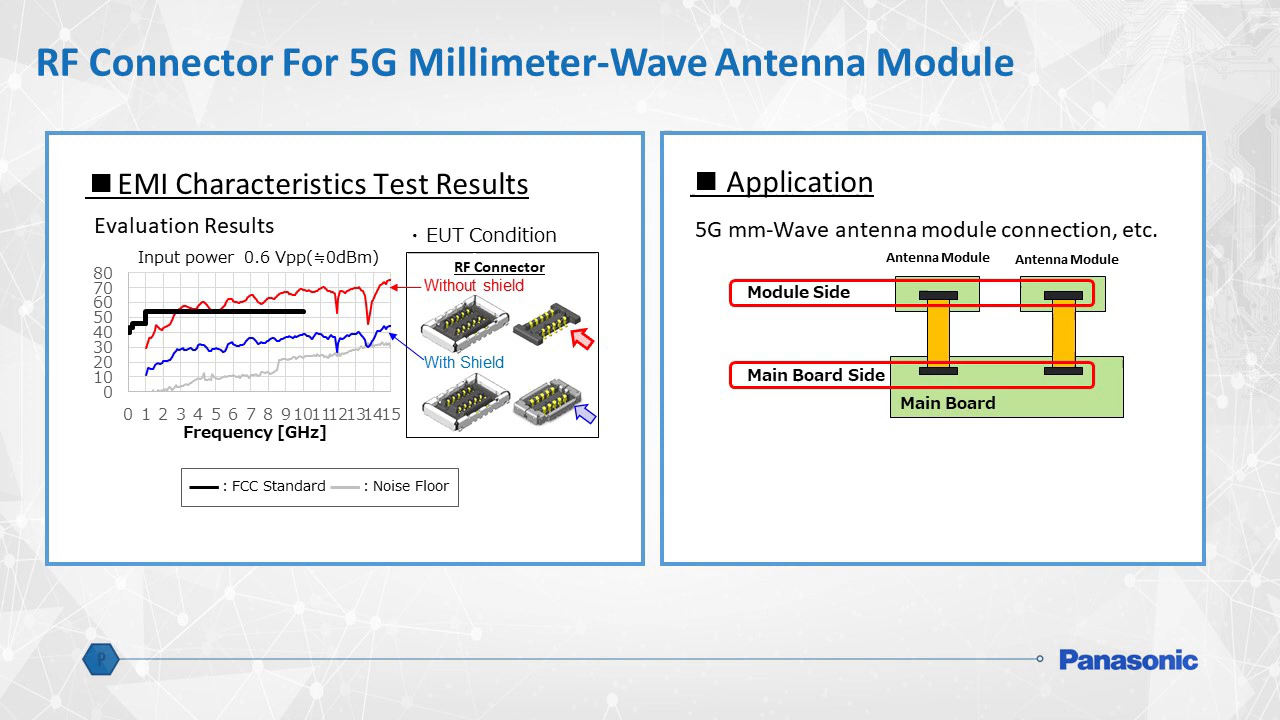 RF Connector For 5G Millimeter-Wave Antenna Module
■ EMI Characteristics Test Results
Evaluation Results
・ EUT Condition
Input power 0.6 Vpp(≒0dBm)
80
70
60
50
40
30
20
10
0
0 1 2 3 4 5 6 7 8 9 10 11 12 13 14 15
Frequency [GHz]
RF Connector
Without shield
With Shield
: FCC Standard : Noise Floor
■ Application
5G mm-Wave antenna module connection, etc.
Antenna Module Antenna Module
Module Side
Main Board Side
Main Board
P
Panasonic